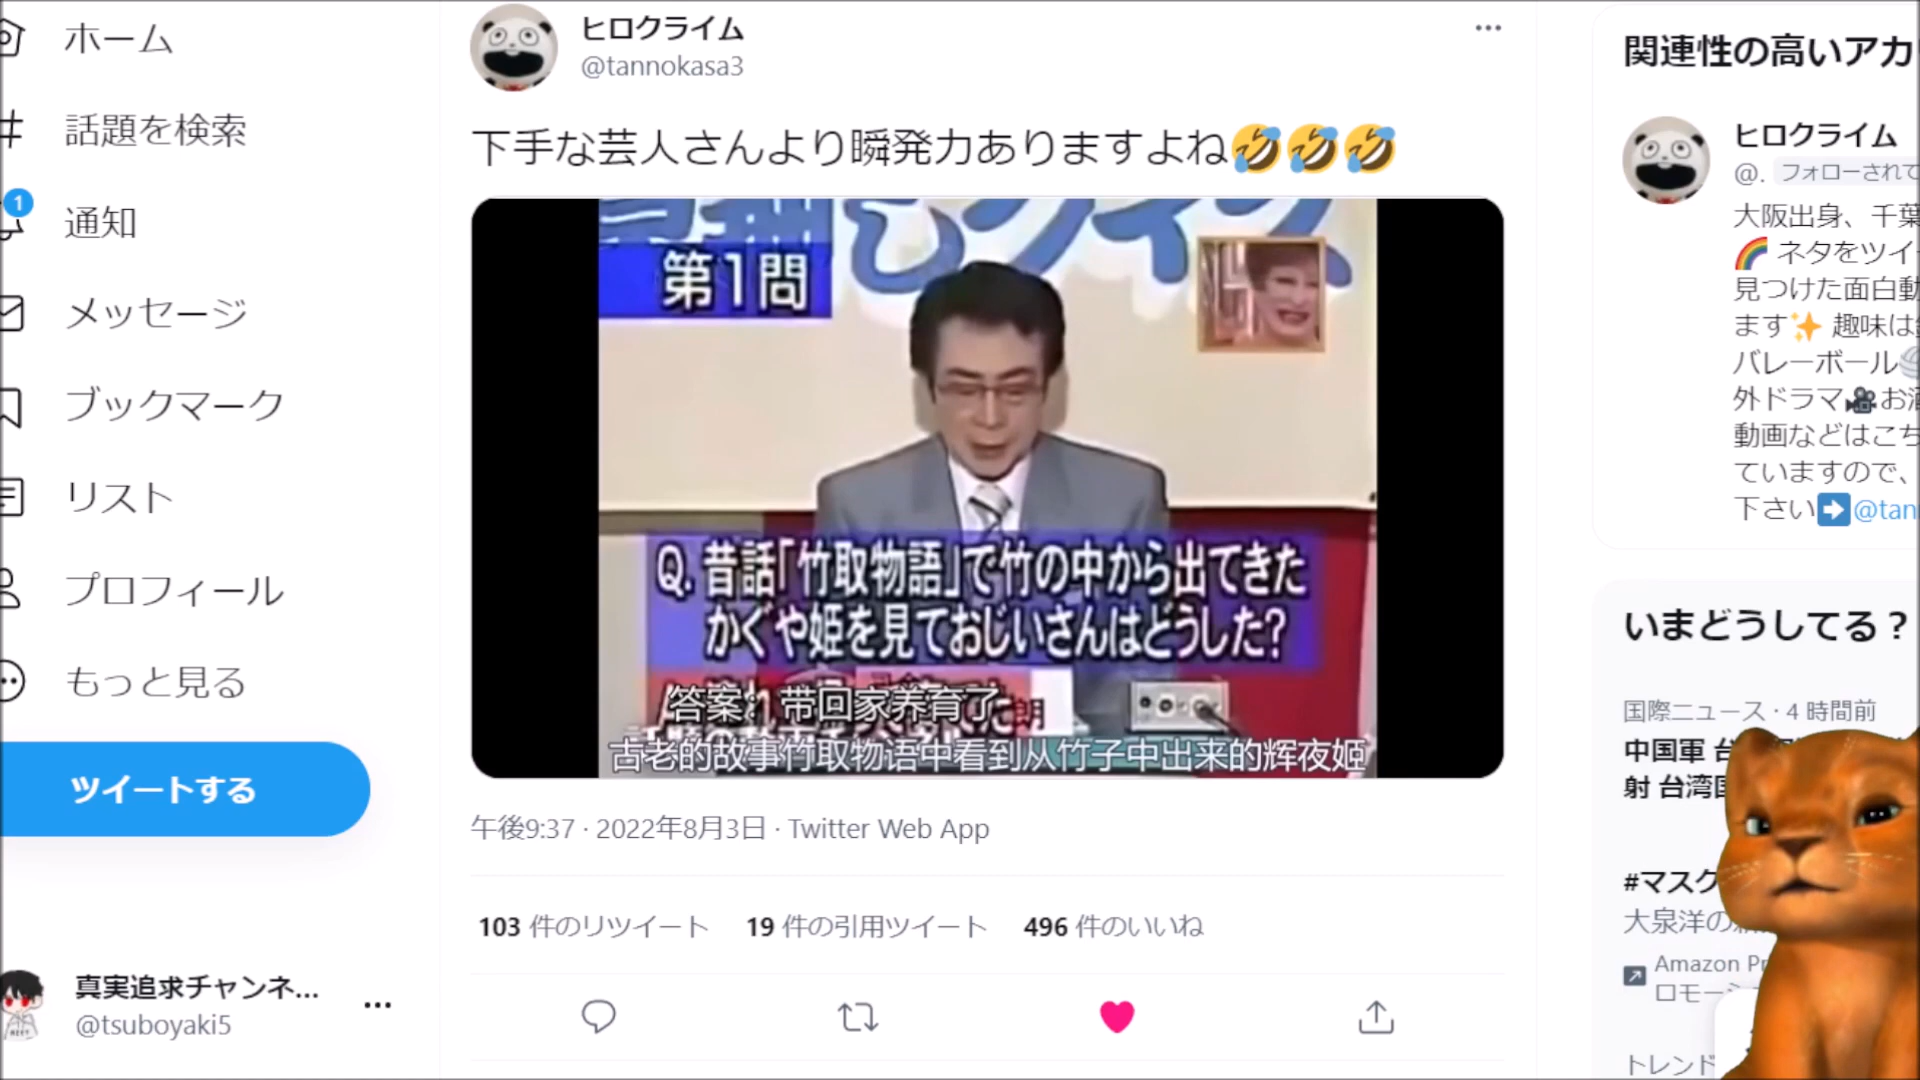 ホーム
話題を検索
1
通知
メッセージ
ブックマーク
リスト
プロフィール
もっと見る
ツイートする
真実追求チャンネ...
@tsuboyaki5
ヒロクライム
@tannokasa3
下手な芸人さんより瞬発力ありますよね🤣🤣🤣
第1問
Q. 昔話「竹取物語」で竹の中から出てきた
かぐや姫を見ておじいさんはどうした?
答案: 带回家养育了
朗
古老的故事竹取物语中看到从竹子中出来的辉夜姬
午後9:37 · 2022年8月3日 · Twitter Web App
103 件のリツイート 19 件の引用ツイート 496 件のいいね
関連性の高いアカ
ヒロクライム
@. フォローされて
大阪出身、千葉
🌈 ネタをツイ
見つけた面白動
ます✨ 趣味は
バレーボール
外ドラマ🎥お酒
動画などはこち
ていますので、
下さい➡@tan
いまどうしてる？
国際ニュース · 4 時間前
中国軍 台
射 台湾国
#マスク
大泉洋の
Amazon Pr
ロモーシ
トレンド